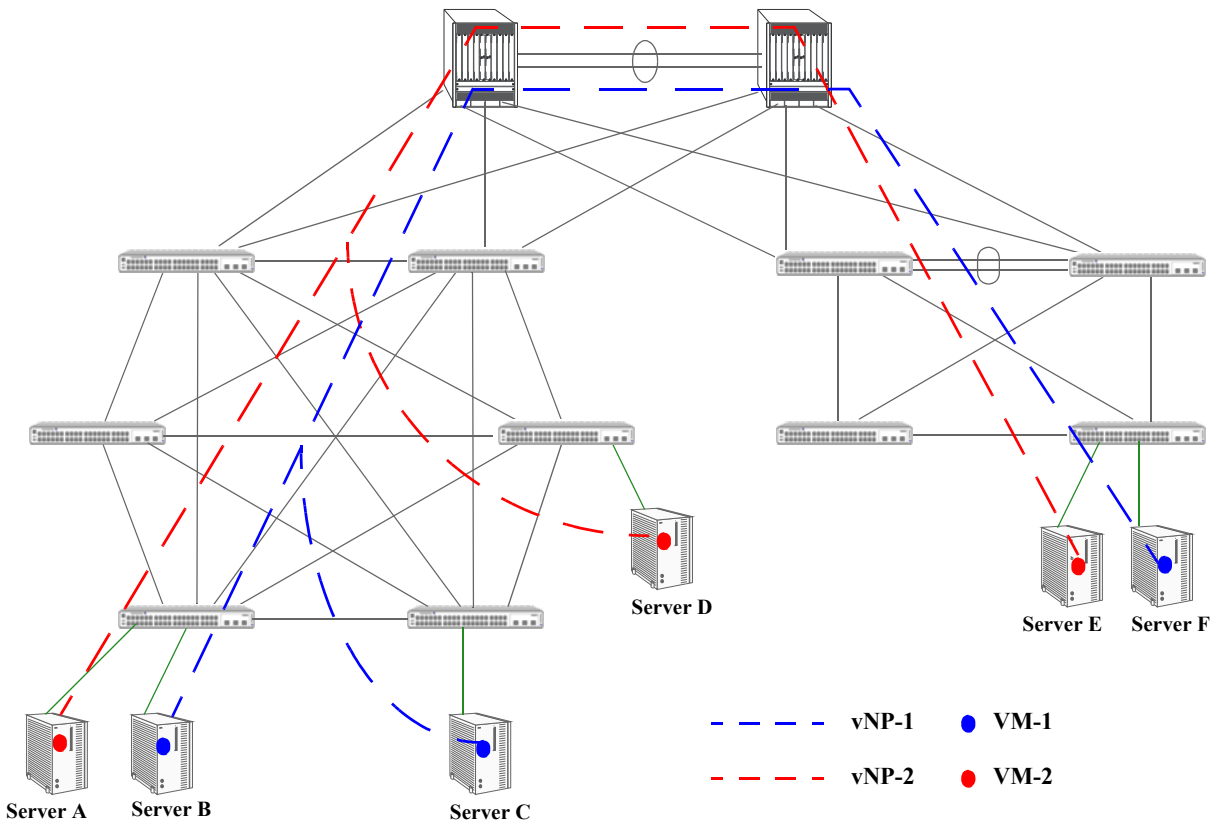 Server D
Server E
Server F
vNP-1
VM-1
vNP-2
VM-2
Server A
Server B
Server C